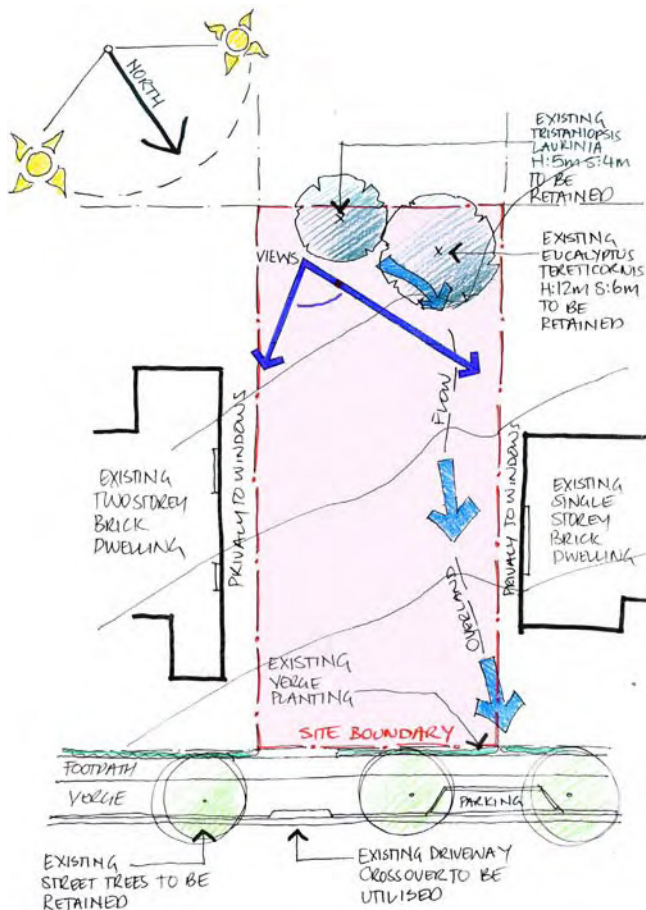 NORTH
EXISTING
TRISTANIOPSIS
LAURINIA
H:5m S:4m
TO BE
RETAINED
VIEWS
EXISTING
EUCALYPTUS
TERETICORNIS
H:12m S:6m
TO BE
RETAINED
FLOW
EXISTING
TWO STOREY
BRICK
DWELLING
PRIVACY TO WINDOWS
PRIVACY TO WINDOWS
EXISTING
SINGLE
STOREY
BRICK
DWELLING
OVERLAND
EXISTING
VERGE
PLANTING
SITE BOUNDARY
FOOTPATH
VERGE
PARKING
EXISTING
STREET TREES TO BE
RETAINED
EXISTING DRIVEWAY
CROSSOVER TO BE
UTILISED